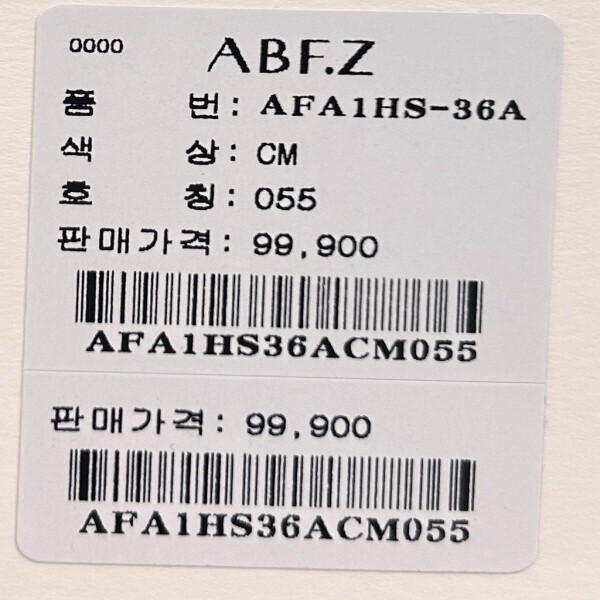 0000 ABF.Z
품 번: AFA1HS-36A
색 상: CM
호 칭: 055
판매가격: 99,900
AFA1HS36ACM055
판매가격: 99,900
AFA1HS36ACM055